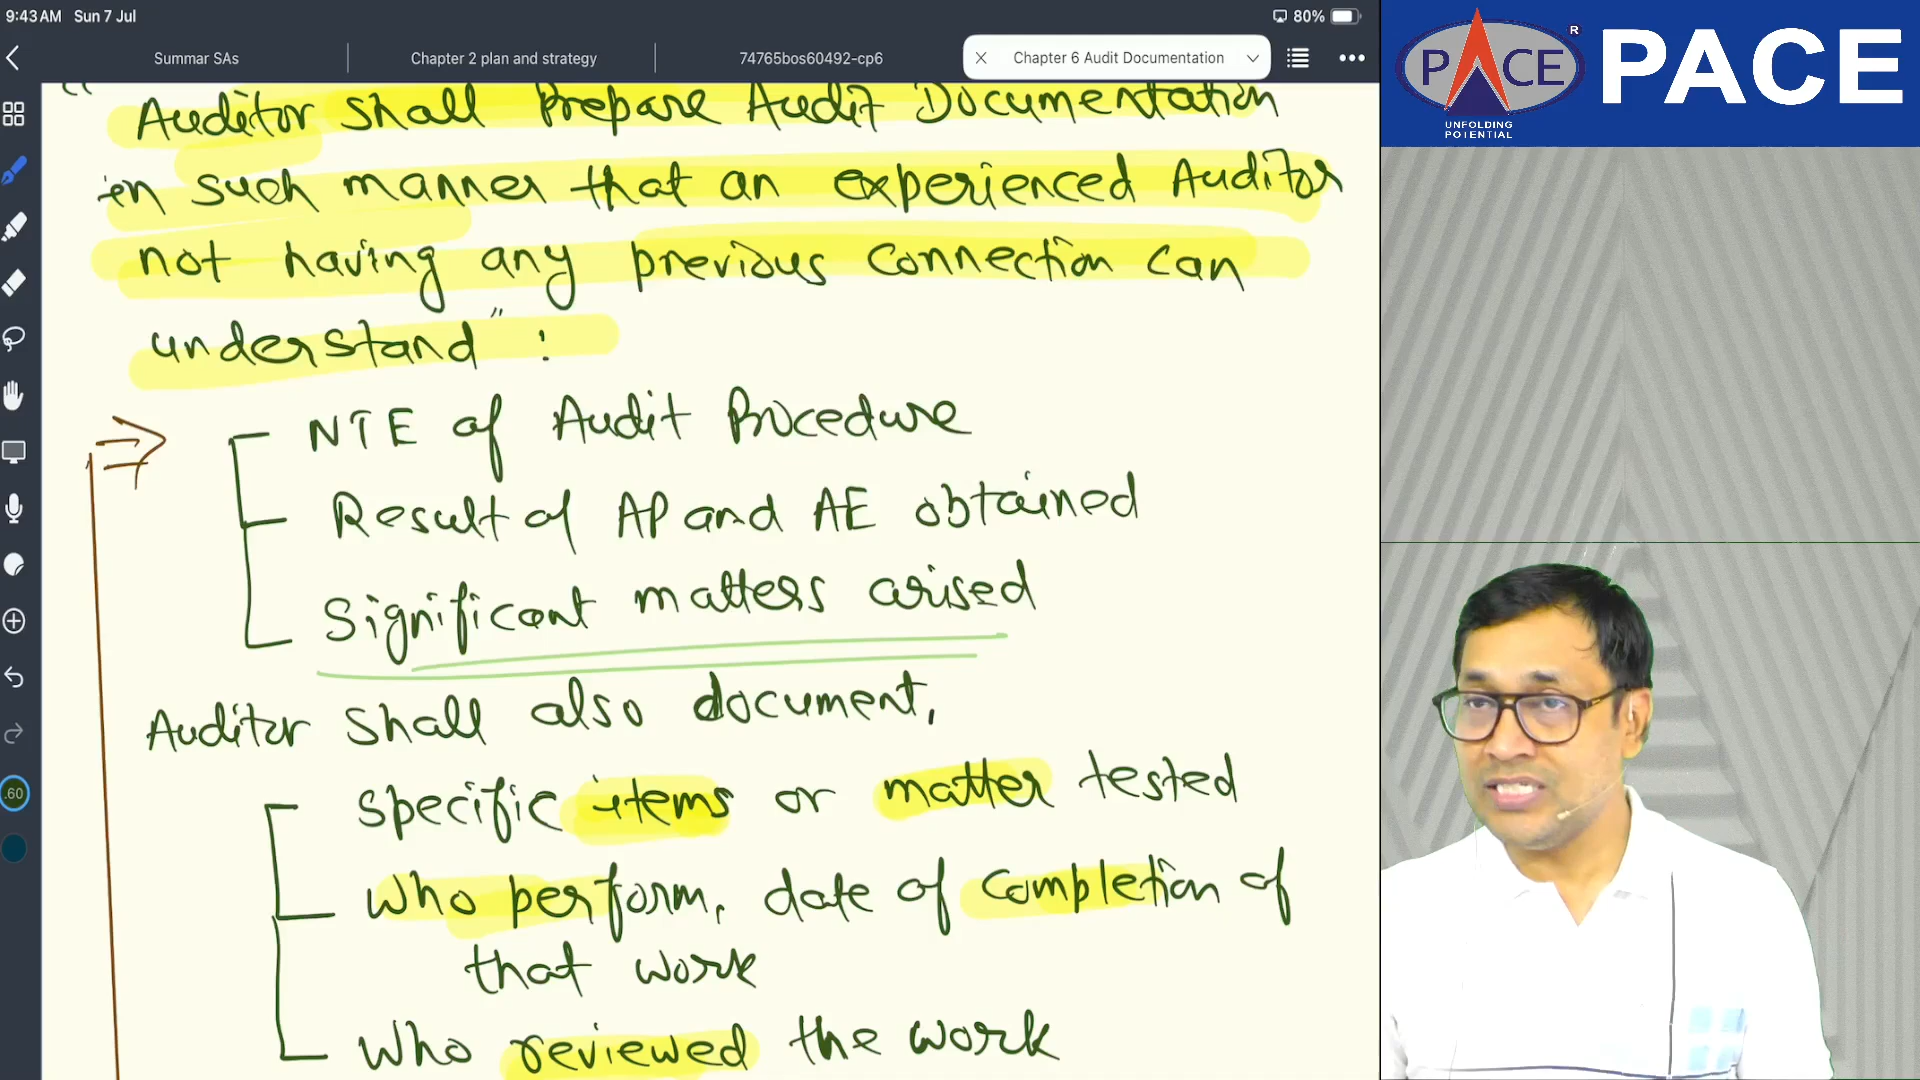 9:43 AM Sun 7 Jul
80%
Summar SAs
Chapter 2 plan and strategy
74765bos60492-cp6
Chapter 6 Audit Documentation
"Auditor shall Prepare Audit Documentation
in such manner that an experienced Auditor
not having any previous connection can
understand" :
NTE of Audit Procedure
Result of AP and AE obtained
Significant matters arised
Auditor shall also document,
specific items or matter tested
who perform, date of completion of
that work
who reviewed the work
.60
PACE
®
UNFOLDING
POTENTIAL
PACE